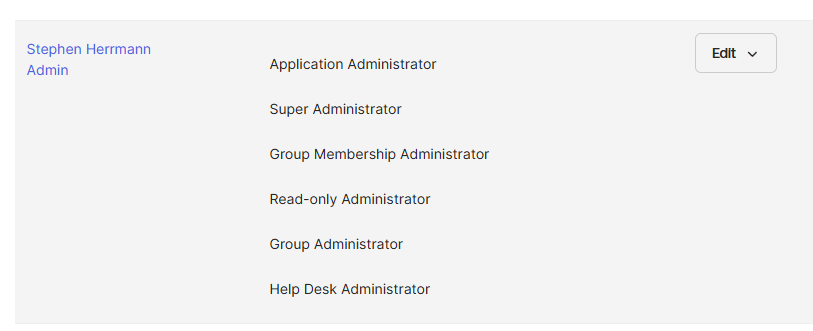 Stephen Herrmann
Admin
Application Administrator
Super Administrator
Group Membership Administrator
Read-only Administrator
Group Administrator
Help Desk Administrator
Edit